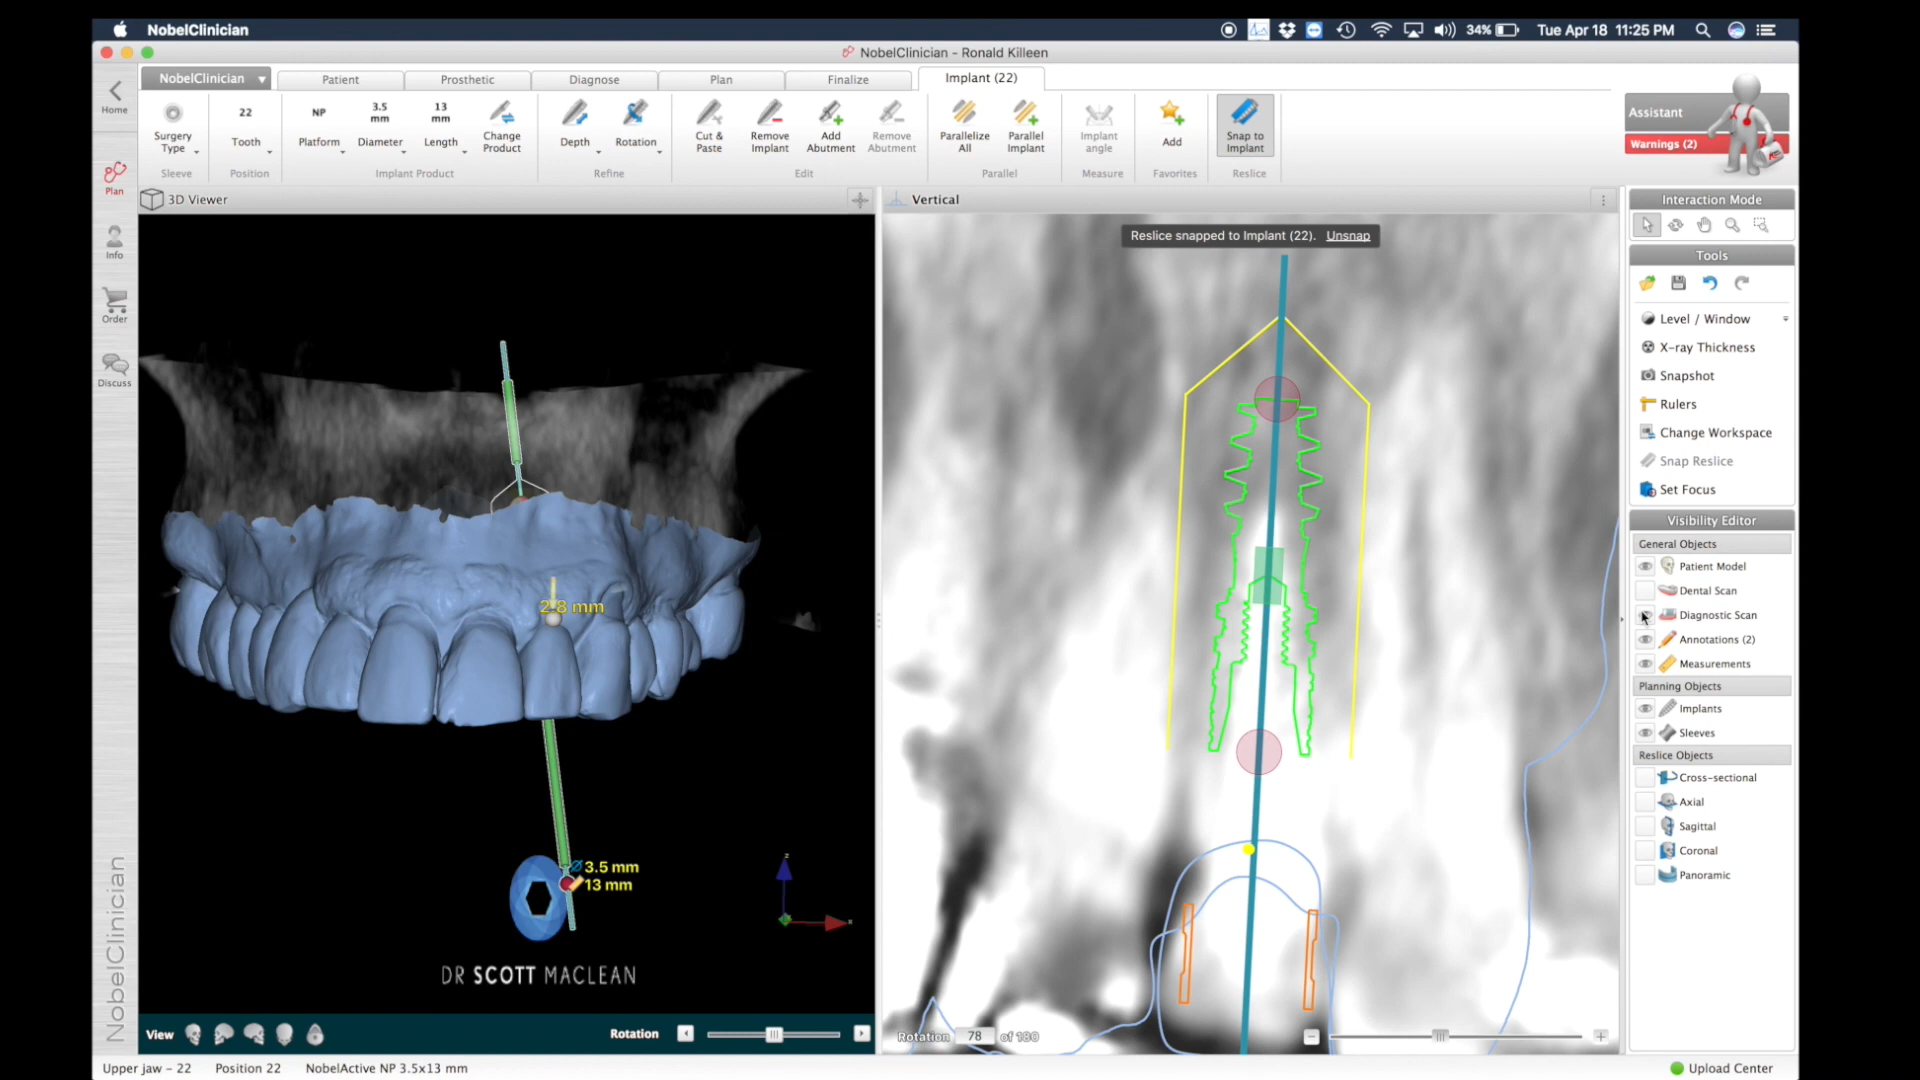 NobelClinician
34%
Tue Apr 18 11:25 PM
NobelClinician - Ronald Killeen
Home
NobelClinician
Patient
Prosthetic
Diagnose
Plan
Finalize
Implant (22)
Surgery Type
22
Tooth
NP
Platform
3.5 mm
Diameter
13 mm
Length
Change Product
Depth
Rotation
Cut & Paste
Remove Implant
Add Abutment
Remove Abutment
Parallelize All
Parallel Implant
Implant angle
Add
Snap to Implant
Sleeve
Position
Implant Product
Refine
Edit
Parallel
Measure
Favorites
Reslice
Assistant
Warnings (2)
Plan
Info
Order
Discuss
NobelClinician
3D Viewer
2.8 mm
3.5 mm
13 mm
z
DR SCOTT MACLEAN
View
Rotation
Vertical
Reslice snapped to Implant (22). Unsnap
Rotation 78 of 180
Interaction Mode
Tools
Level / Window
X-ray Thickness
Snapshot
Rulers
Change Workspace
Snap Reslice
Set Focus
Visibility Editor
General Objects
Patient Model
Dental Scan
Diagnostic Scan
Annotations (2)
Measurements
Planning Objects
Implants
Sleeves
Reslice Objects
Cross-sectional
Axial
Sagittal
Coronal
Panoramic
Upper jaw - 22
Position 22
NobelActive NP 3.5x13 mm
Upload Center